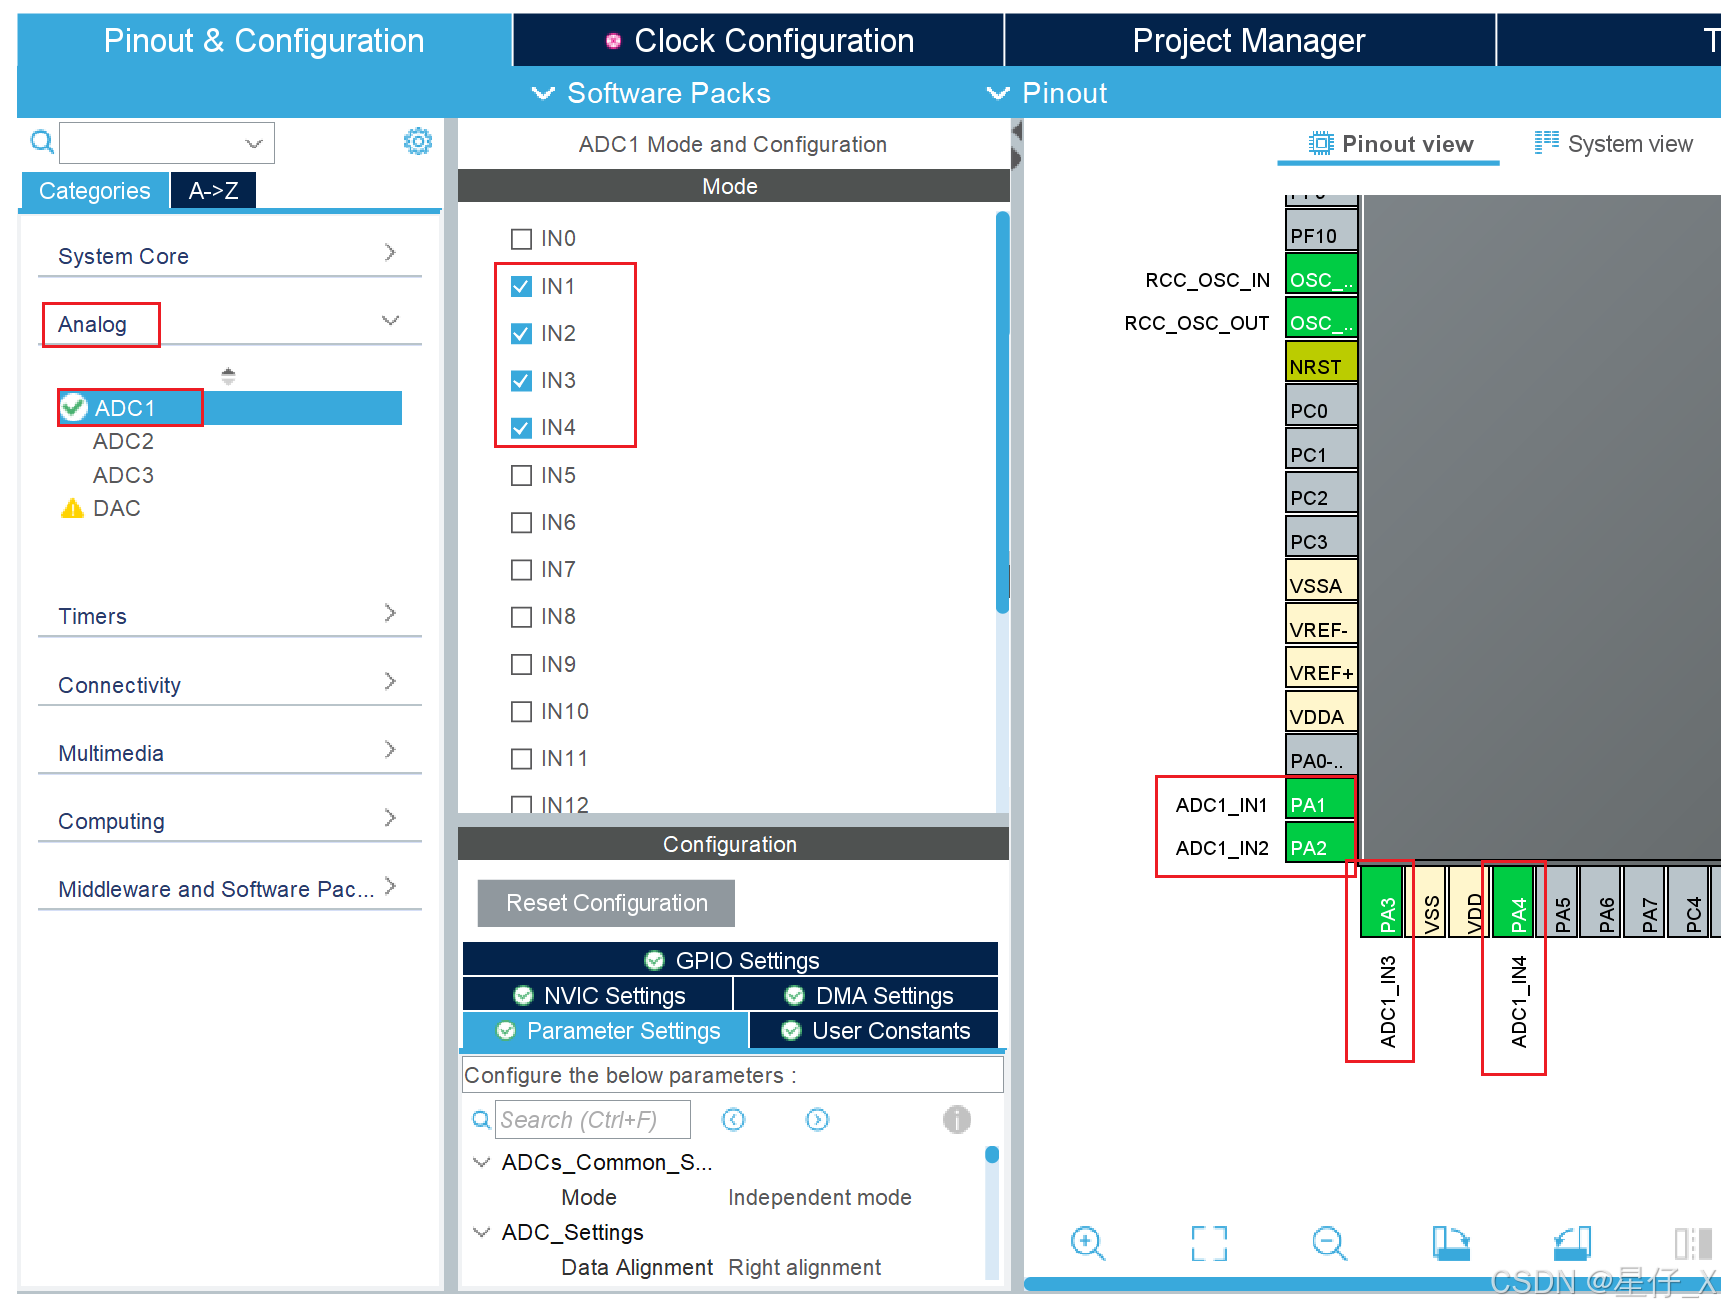 Pinout & Configuration
Clock Configuration
Project Manager
T
Software Packs
Pinout
Categories
A->Z
System Core
Analog
ADC1
ADC2
ADC3
DAC
Timers
Connectivity
Multimedia
Computing
Middleware and Software Pac...
ADC1 Mode and Configuration
Mode
IN0
IN1
IN2
IN3
IN4
IN5
IN6
IN7
IN8
IN9
IN10
IN11
IN12
Configuration
Reset Configuration
GPIO Settings
NVIC Settings
DMA Settings
Parameter Settings
User Constants
Configure the below parameters :
Search (Ctrl+F)
ADCs_Common_S...
Mode
Independent mode
ADC_Settings
Data Alignment
Right alignment
Pinout view
System view
PF10
RCC_OSC_IN
OSC_..
RCC_OSC_OUT
OSC_..
NRST
PC0
PC1
PC2
PC3
VSSA
VREF-
VREF+
VDDA
PA0-..
ADC1_IN1
PA1
ADC1_IN2
PA2
PA3
VSS
VDD
PA4
PA5
PA6
PA7
PC4
ADC1_IN3
ADC1_IN4
CSDN @星仔_X